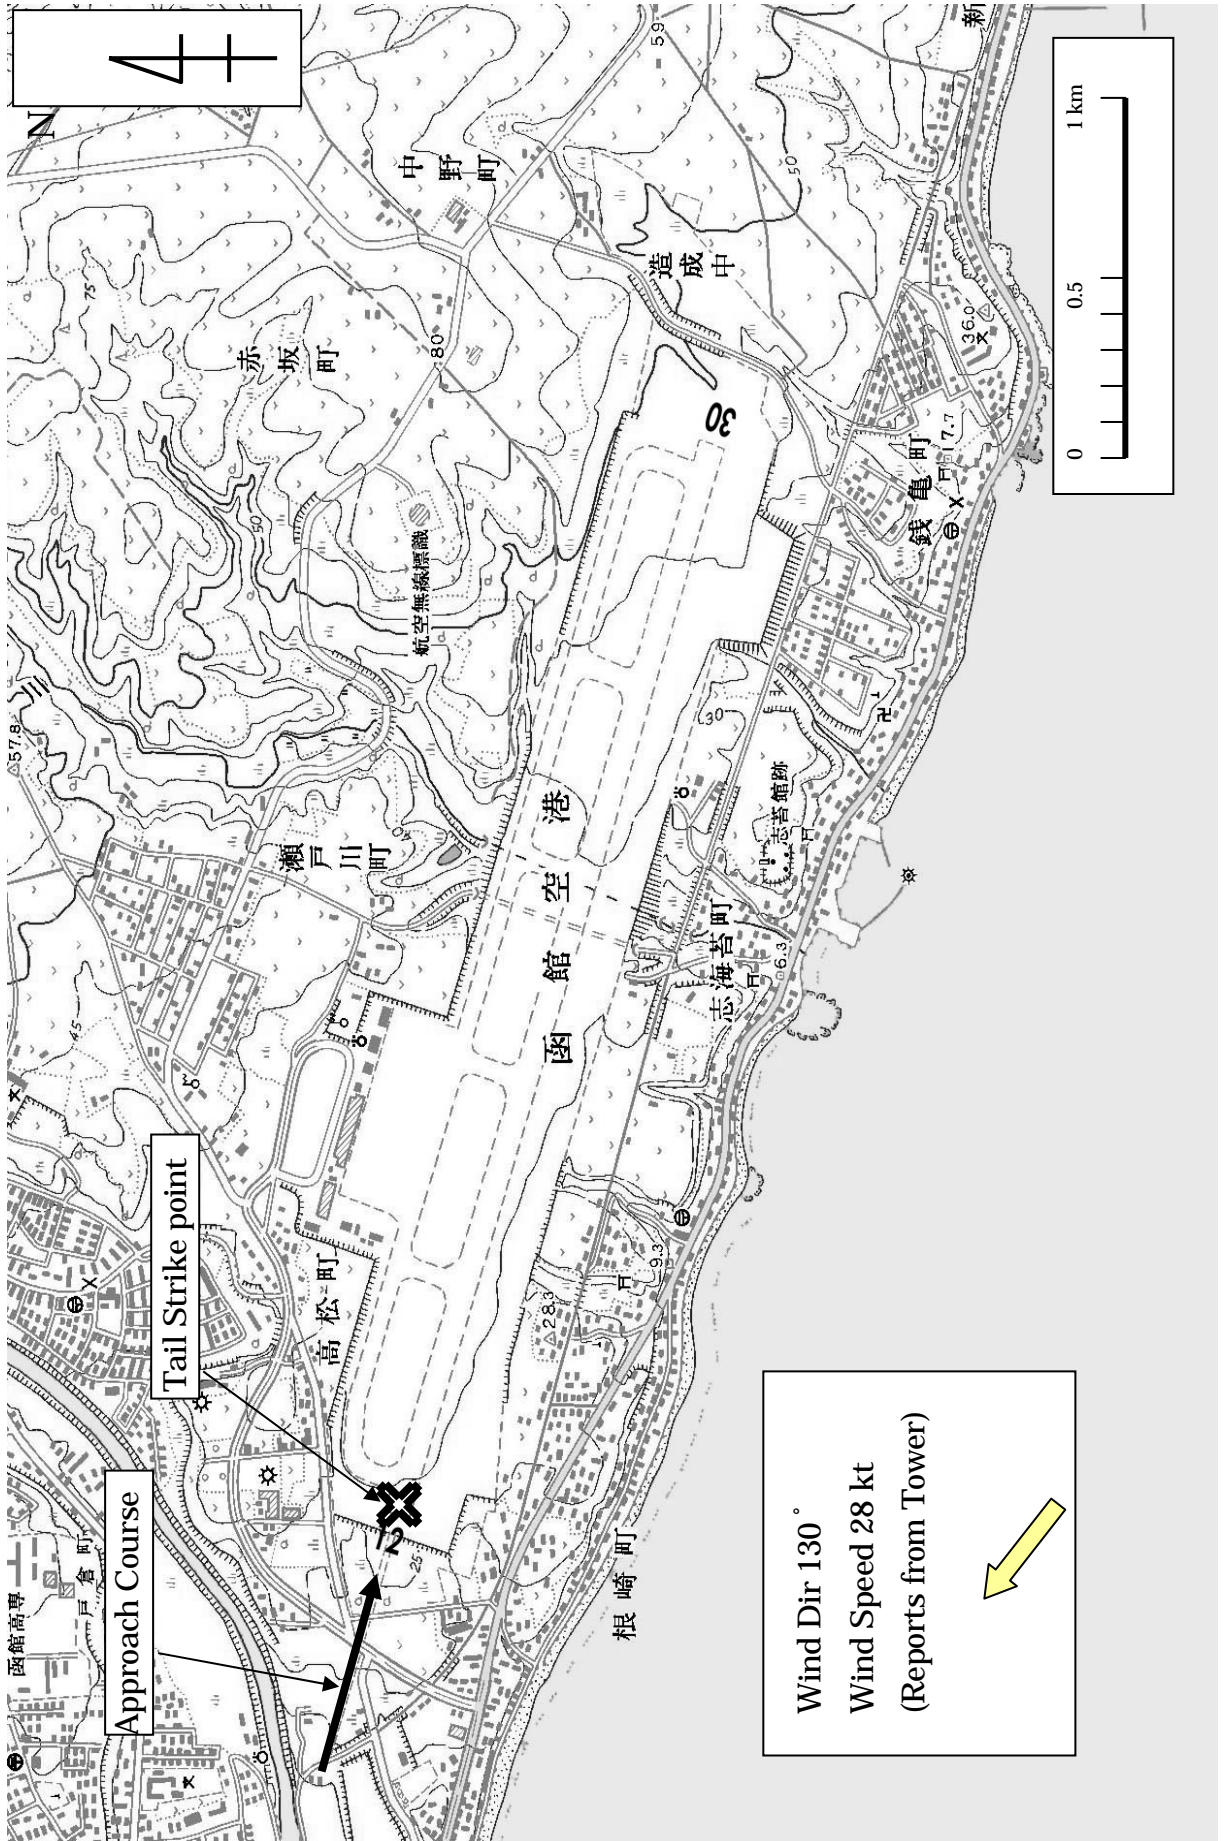 函館高専
57.8
N
戸倉町
45
75
Approach Course
Tail Strike point
50
赤坂町
瀬戸川町
高松町
40
80
中野町
航空無線標識
12
25
函館空港
28.3
根崎町
9.3
59
造成中
30
30
志海苔町
志苔館跡
6.3
50
銭亀町
17.7
36.0
新
Wind Dir 130°
Wind Speed 28 kt
(Reports from Tower)
0 0.5 1 km